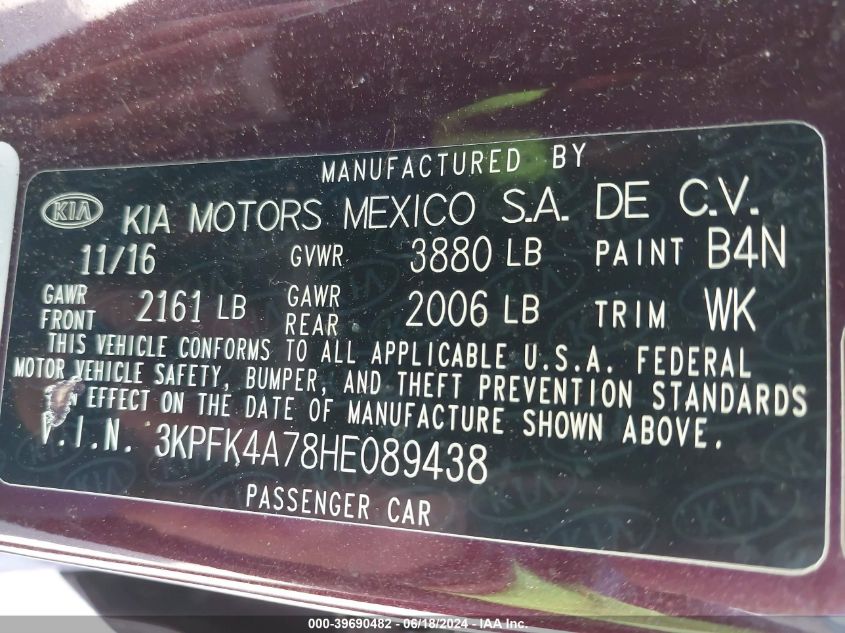 MANUFACTURED BY
KIA KIA MOTORS MEXICO S.A. DE C.V.
11/16 GVWR 3880 LB PAINT B4N
GAWR FRONT 2161 LB GAWR REAR 2006 LB TRIM WK
THIS VEHICLE CONFORMS TO ALL APPLICABLE U.S.A. FEDERAL
MOTOR VEHICLE SAFETY, BUMPER, AND THEFT PREVENTION STANDARDS
EFFECT ON THE DATE OF MANUFACTURE SHOWN ABOVE.
V.I.N. 3KPFK4A78HE089438
PASSENGER CAR
000-39690482 - 06/18/2024 - IAA Inc.